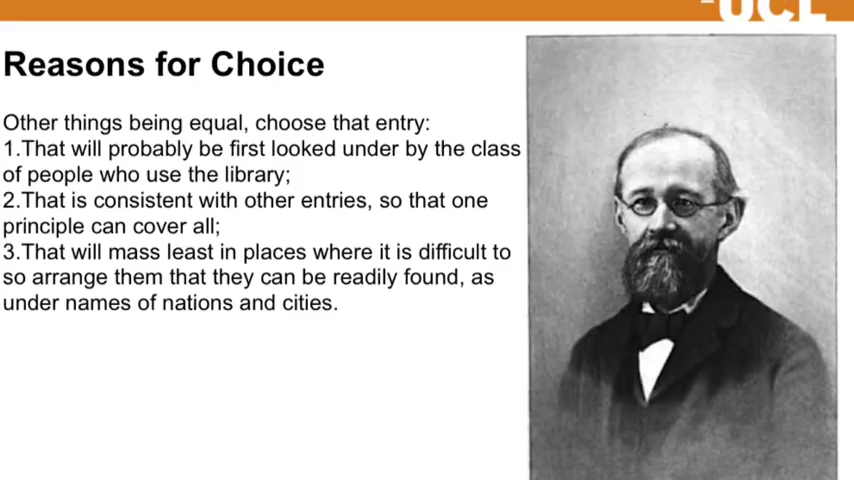 UCL
Reasons for Choice
Other things being equal, choose that entry:
1.That will probably be first looked under by the class
of people who use the library;
2.That is consistent with other entries, so that one
principle can cover all;
3.That will mass least in places where it is difficult to
so arrange them that they can be readily found, as
under names of nations and cities.